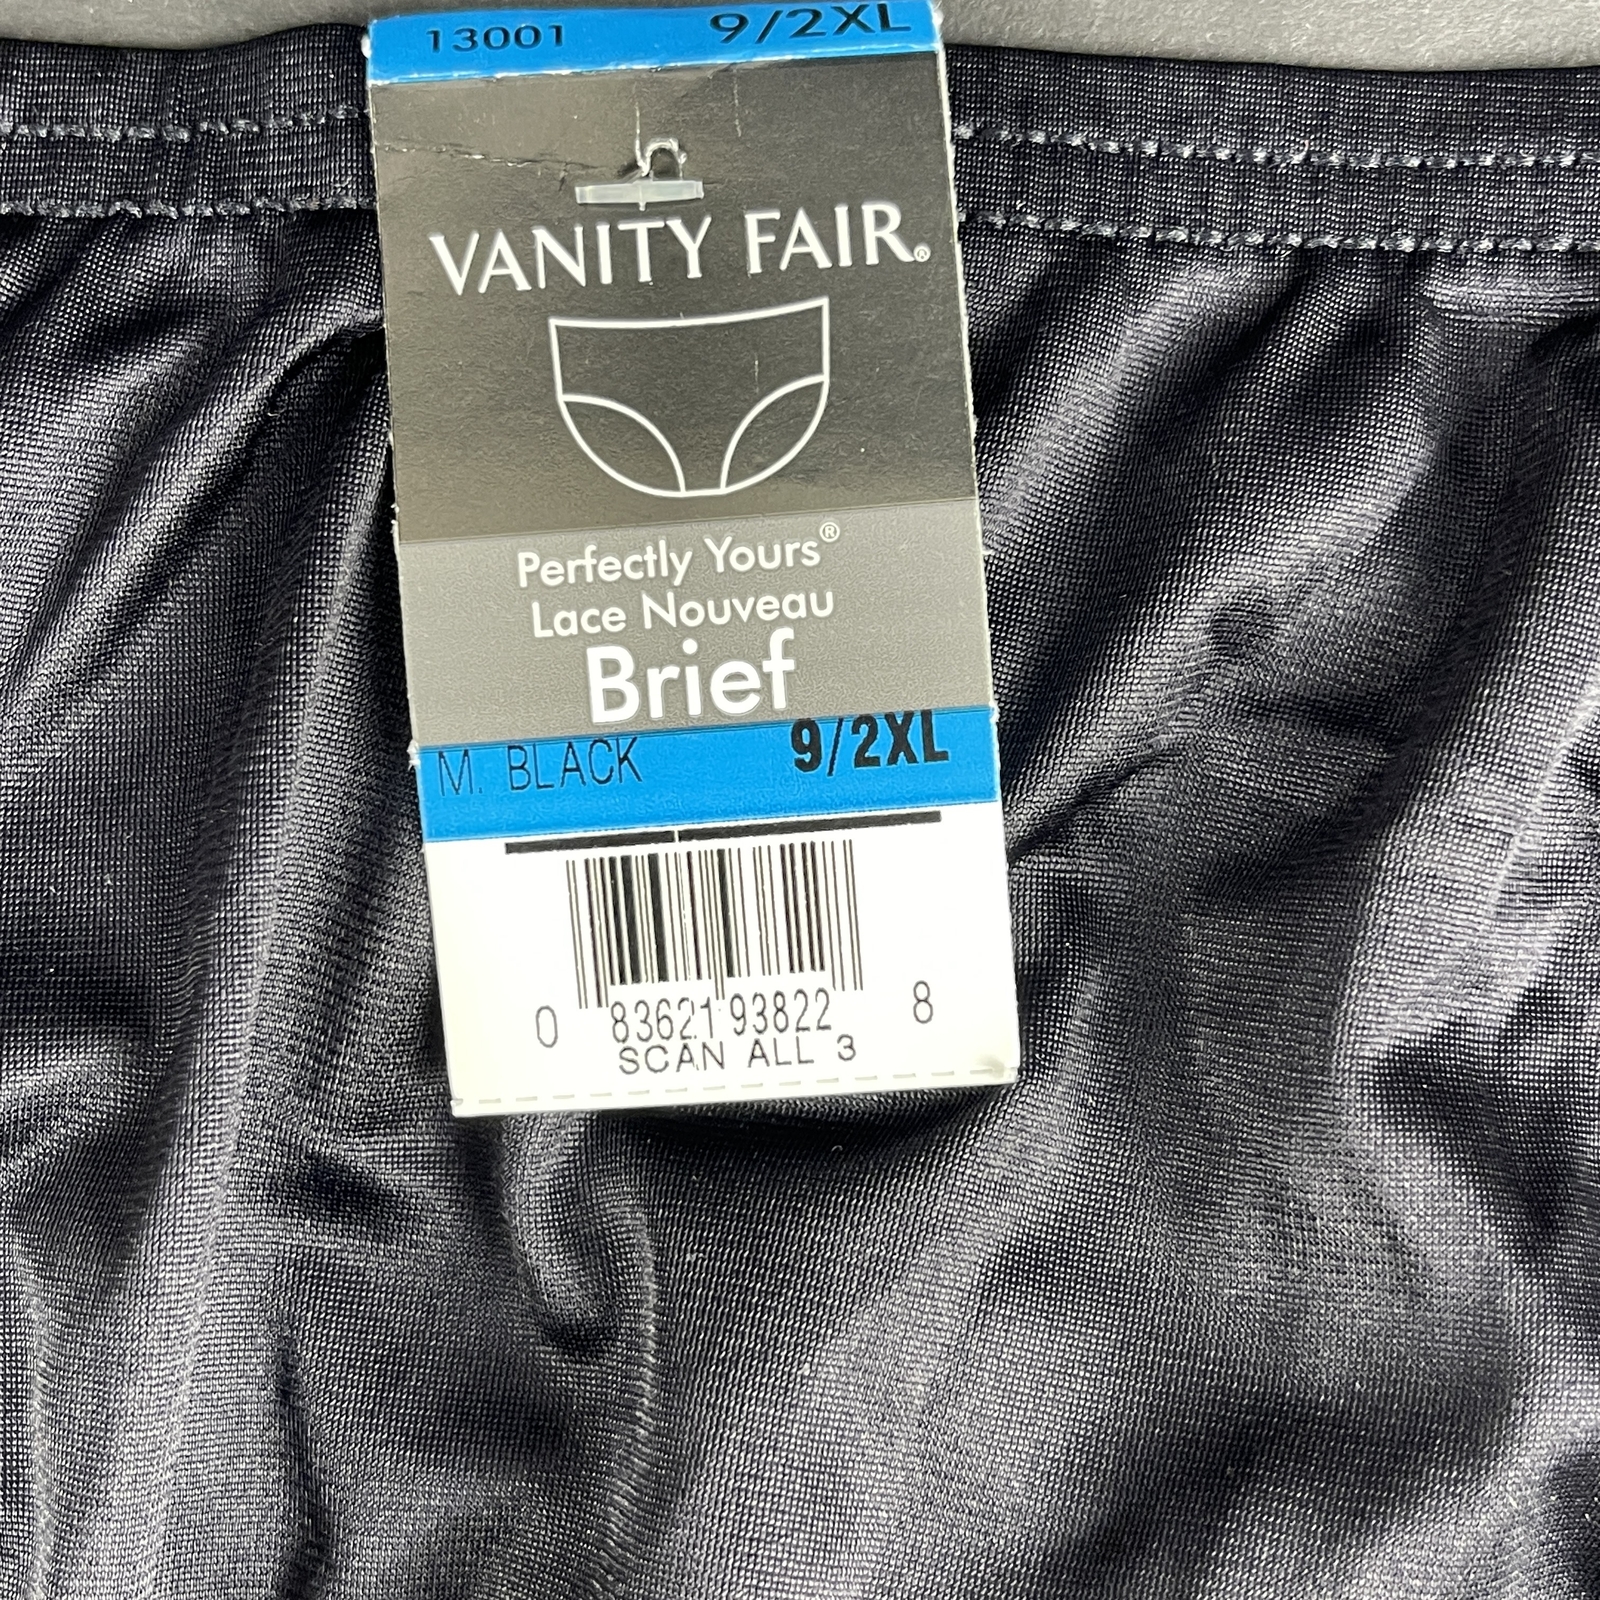 13001 9/2XL
VANITY FAIR®
Perfectly Yours®
Lace Nouveau
Brief
M. BLACK 9/2XL
0 83621 93822 8
SCAN ALL 3